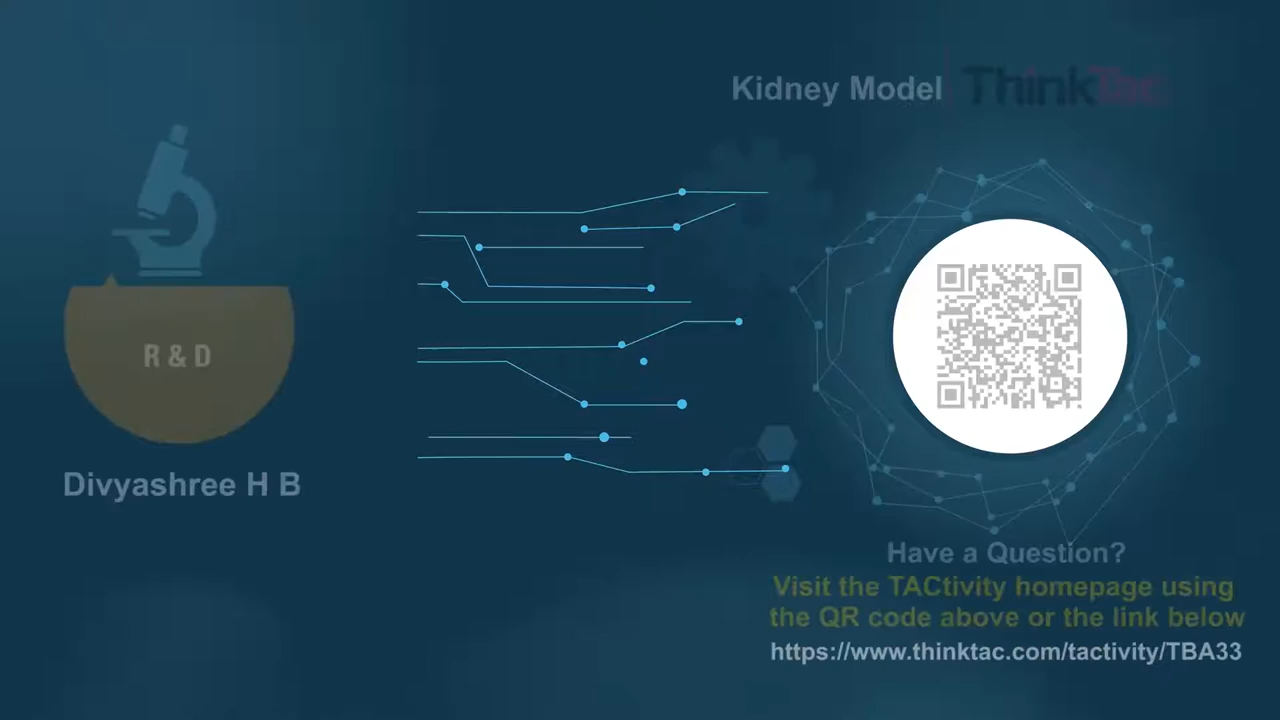 Kidney Model
ThinkTac
R & D
Divyashree H B
Have a Question?
Visit the TACtivity homepage using
the QR code above or the link below
https://www.thinktac.com/tactivity/TBA33